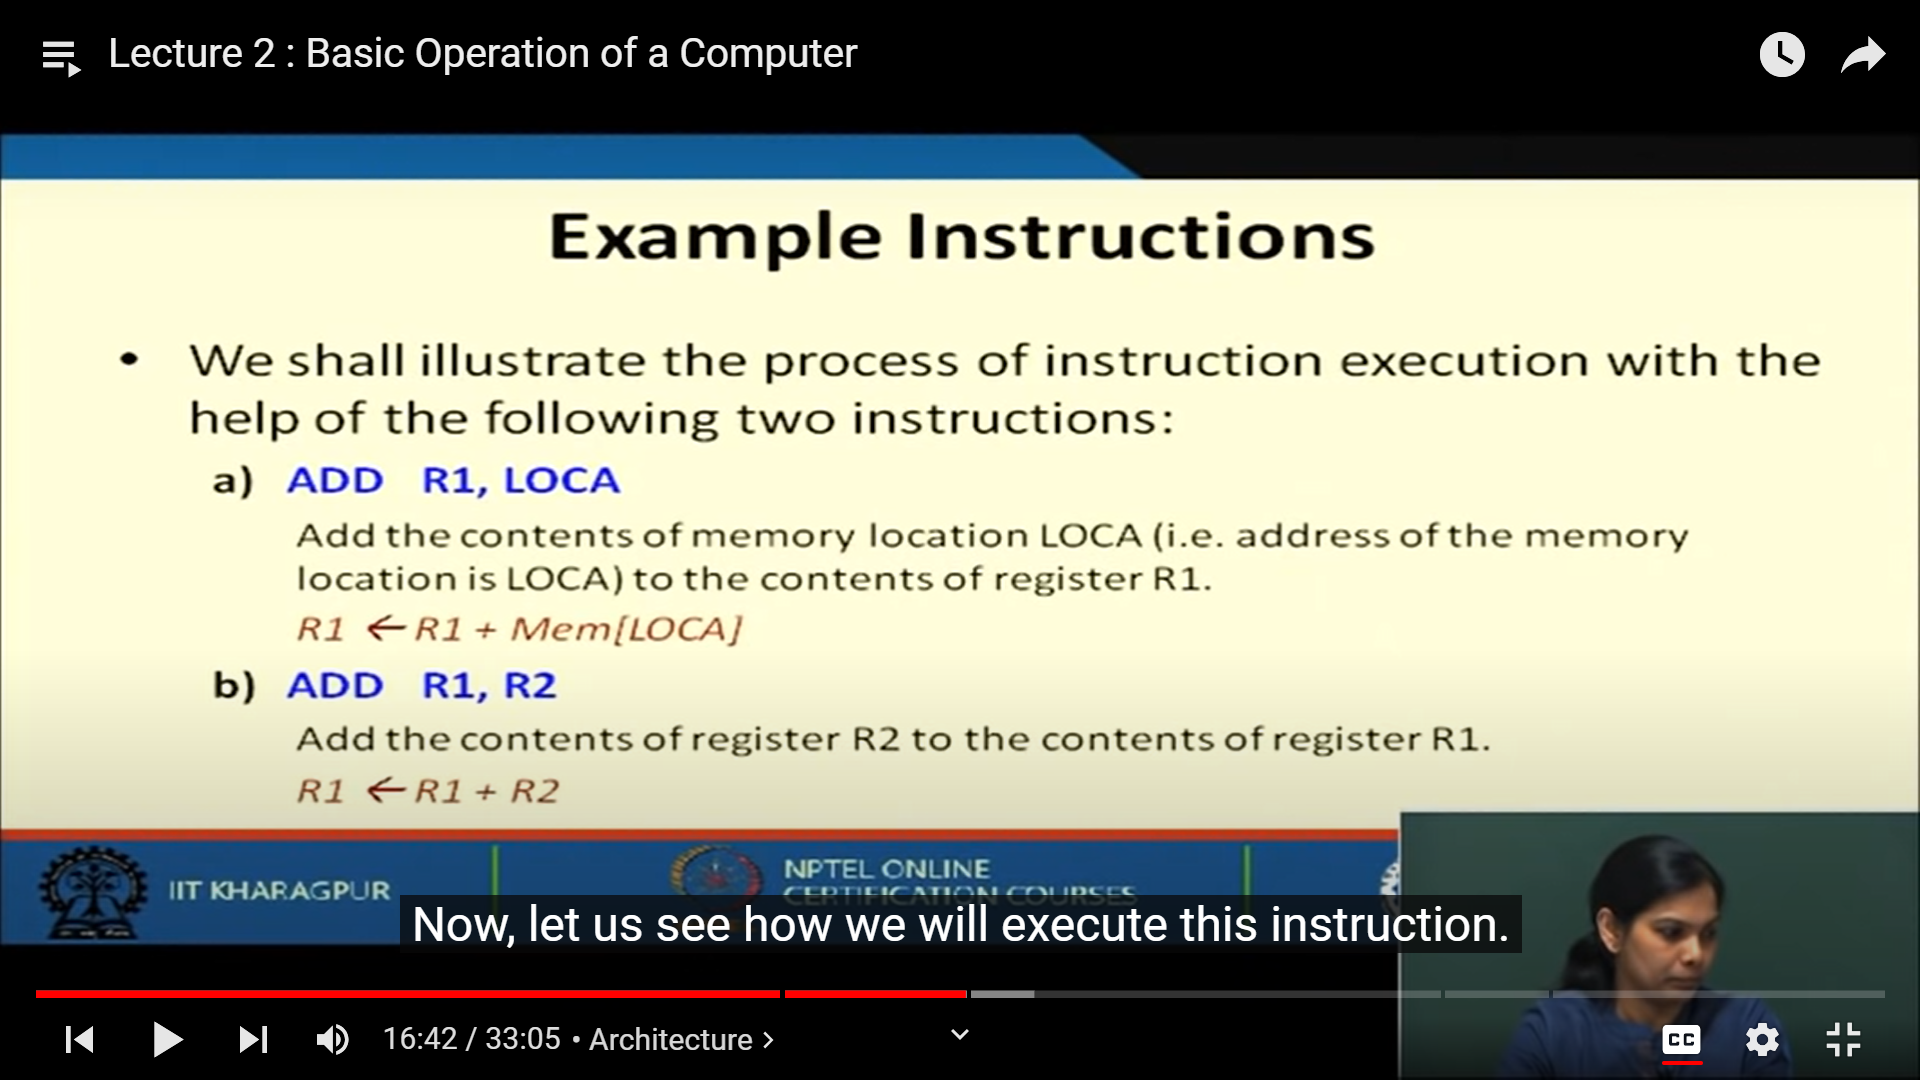 Lecture 2 : Basic Operation of a Computer
Example Instructions
• We shall illustrate the process of instruction execution with the
help of the following two instructions:
a) ADD R1, LOCA
Add the contents of memory location LOCA (i.e. address of the memory
location is LOCA) to the contents of register R1.
R1 ← R1 + Mem[LOCA]
b) ADD R1, R2
Add the contents of register R2 to the contents of register R1.
R1 ← R1 + R2
IIT KHARAGPUR
NPTEL ONLINE
CERTIFICATION COURSES
Now, let us see how we will execute this instruction.
16:42 / 33:05 • Architecture >
CC